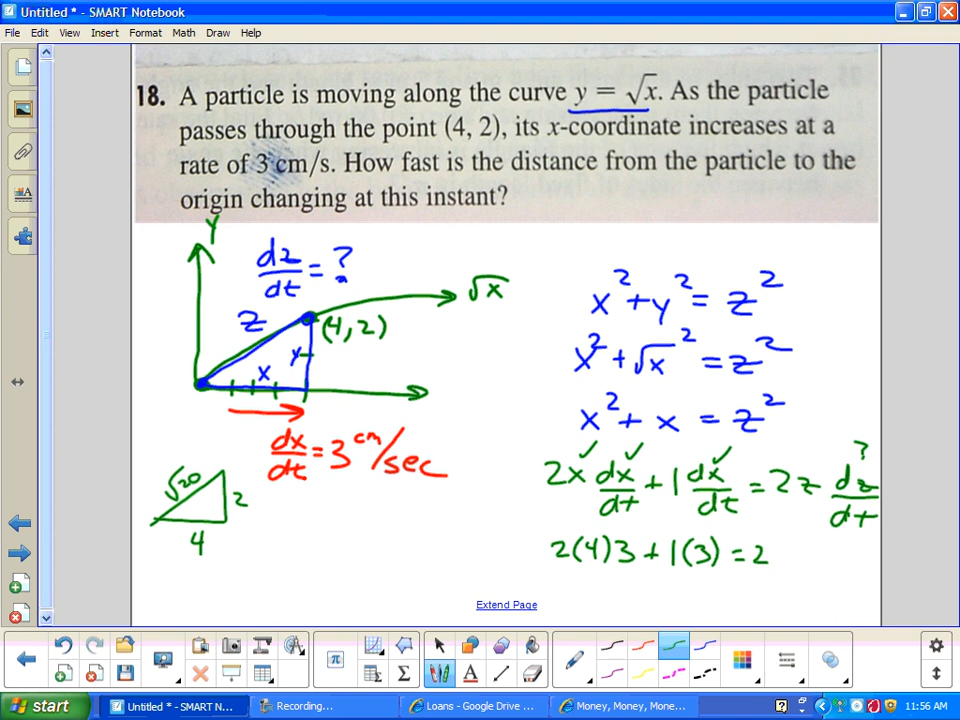 Untitled * - SMART Notebook
File Edit View Insert Format Math Draw Help
18. A particle is moving along the curve y = √x. As the particle
passes through the point (4, 2), its x-coordinate increases at a
rate of 3 cm/s. How fast is the distance from the particle to the
origin changing at this instant?
y
dz/dt = ?
√x
z
(4, 2)
y
x
dx/dt = 3 cm/sec
√20
2
4
x² + y² = z²
x² + √x² = z²
x² + x = z²
2x dx/dt + 1 dx/dt = 2z dz/dt
?
2(4)3 + 1(3) = 2
Extend Page
π
Σ
A
start
Untitled * - SMART N...
Recording...
Loans - Google Drive ...
Money, Money, Mone...
?
11:56 AM